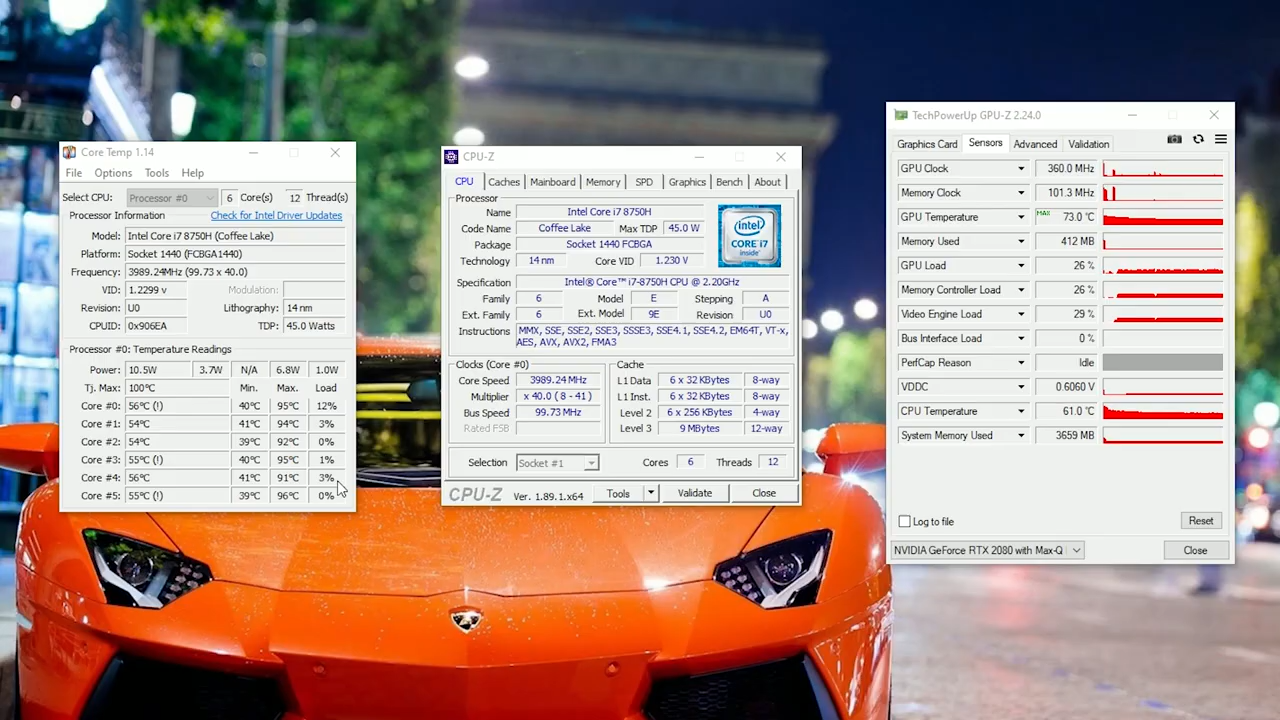 Core Temp 1.14
File Options Tools Help
Select CPU: Processor #0 6 Core(s) 12 Thread(s)
Processor Information Check for Intel Driver Updates
Model: Intel Core i7 8750H (Coffee Lake)
Platform: Socket 1440 (FCBGA1440)
Frequency: 3989.24MHz (99.73 x 40.0)
VID: 1.2299 v Modulation:
Revision: U0 Lithography: 14 nm
CPUID: 0x906EA TDP: 45.0 Watts
Processor #0: Temperature Readings
Power: 10.5W 3.7W N/A 6.8W 1.0W
Tj. Max: 100°C Min. Max. Load
Core #0: 56°C (!) 40°C 95°C 12%
Core #1: 54°C 41°C 94°C 3%
Core #2: 54°C 39°C 92°C 0%
Core #3: 55°C (!) 40°C 95°C 1%
Core #4: 56°C 41°C 91°C 3%
Core #5: 55°C (!) 39°C 96°C 0%
CPU-Z
CPU Caches Mainboard Memory SPD Graphics Bench About
Processor
Name Intel Core i7 8750H
Code Name Coffee Lake Max TDP 45.0 W
Package Socket 1440 FCBGA
Technology 14 nm Core VID 1.230 V
intel
CORE i7
inside
Specification Intel® Core™ i7-8750H CPU @ 2.20GHz
Family 6 Model E Stepping A
Ext. Family 6 Ext. Model 9E Revision U0
Instructions MMX, SSE, SSE2, SSE3, SSSE3, SSE4.1, SSE4.2, EM64T, VT-x,
AES, AVX, AVX2, FMA3
Clocks (Core #0)
Core Speed 3989.24 MHz
Multiplier x 40.0 ( 8 - 41 )
Bus Speed 99.73 MHz
Rated FSB
Cache
L1 Data 6 x 32 KBytes 8-way
L1 Inst. 6 x 32 KBytes 8-way
Level 2 6 x 256 KBytes 4-way
Level 3 9 MBytes 12-way
Selection Socket #1 Cores 6 Threads 12
CPU-Z Ver. 1.89.1.x64 Tools Validate Close
TechPowerUp GPU-Z 2.24.0
Graphics Card Sensors Advanced Validation
GPU Clock 360.0 MHz
Memory Clock 101.3 MHz
GPU Temperature MAX 73.0 °C
Memory Used 412 MB
GPU Load 26 %
Memory Controller Load 26 %
Video Engine Load 29 %
Bus Interface Load 0 %
PerfCap Reason Idle
VDDC 0.6060 V
CPU Temperature 61.0 °C
System Memory Used 3659 MB
Log to file Reset
NVIDIA GeForce RTX 2080 with Max-Q Close